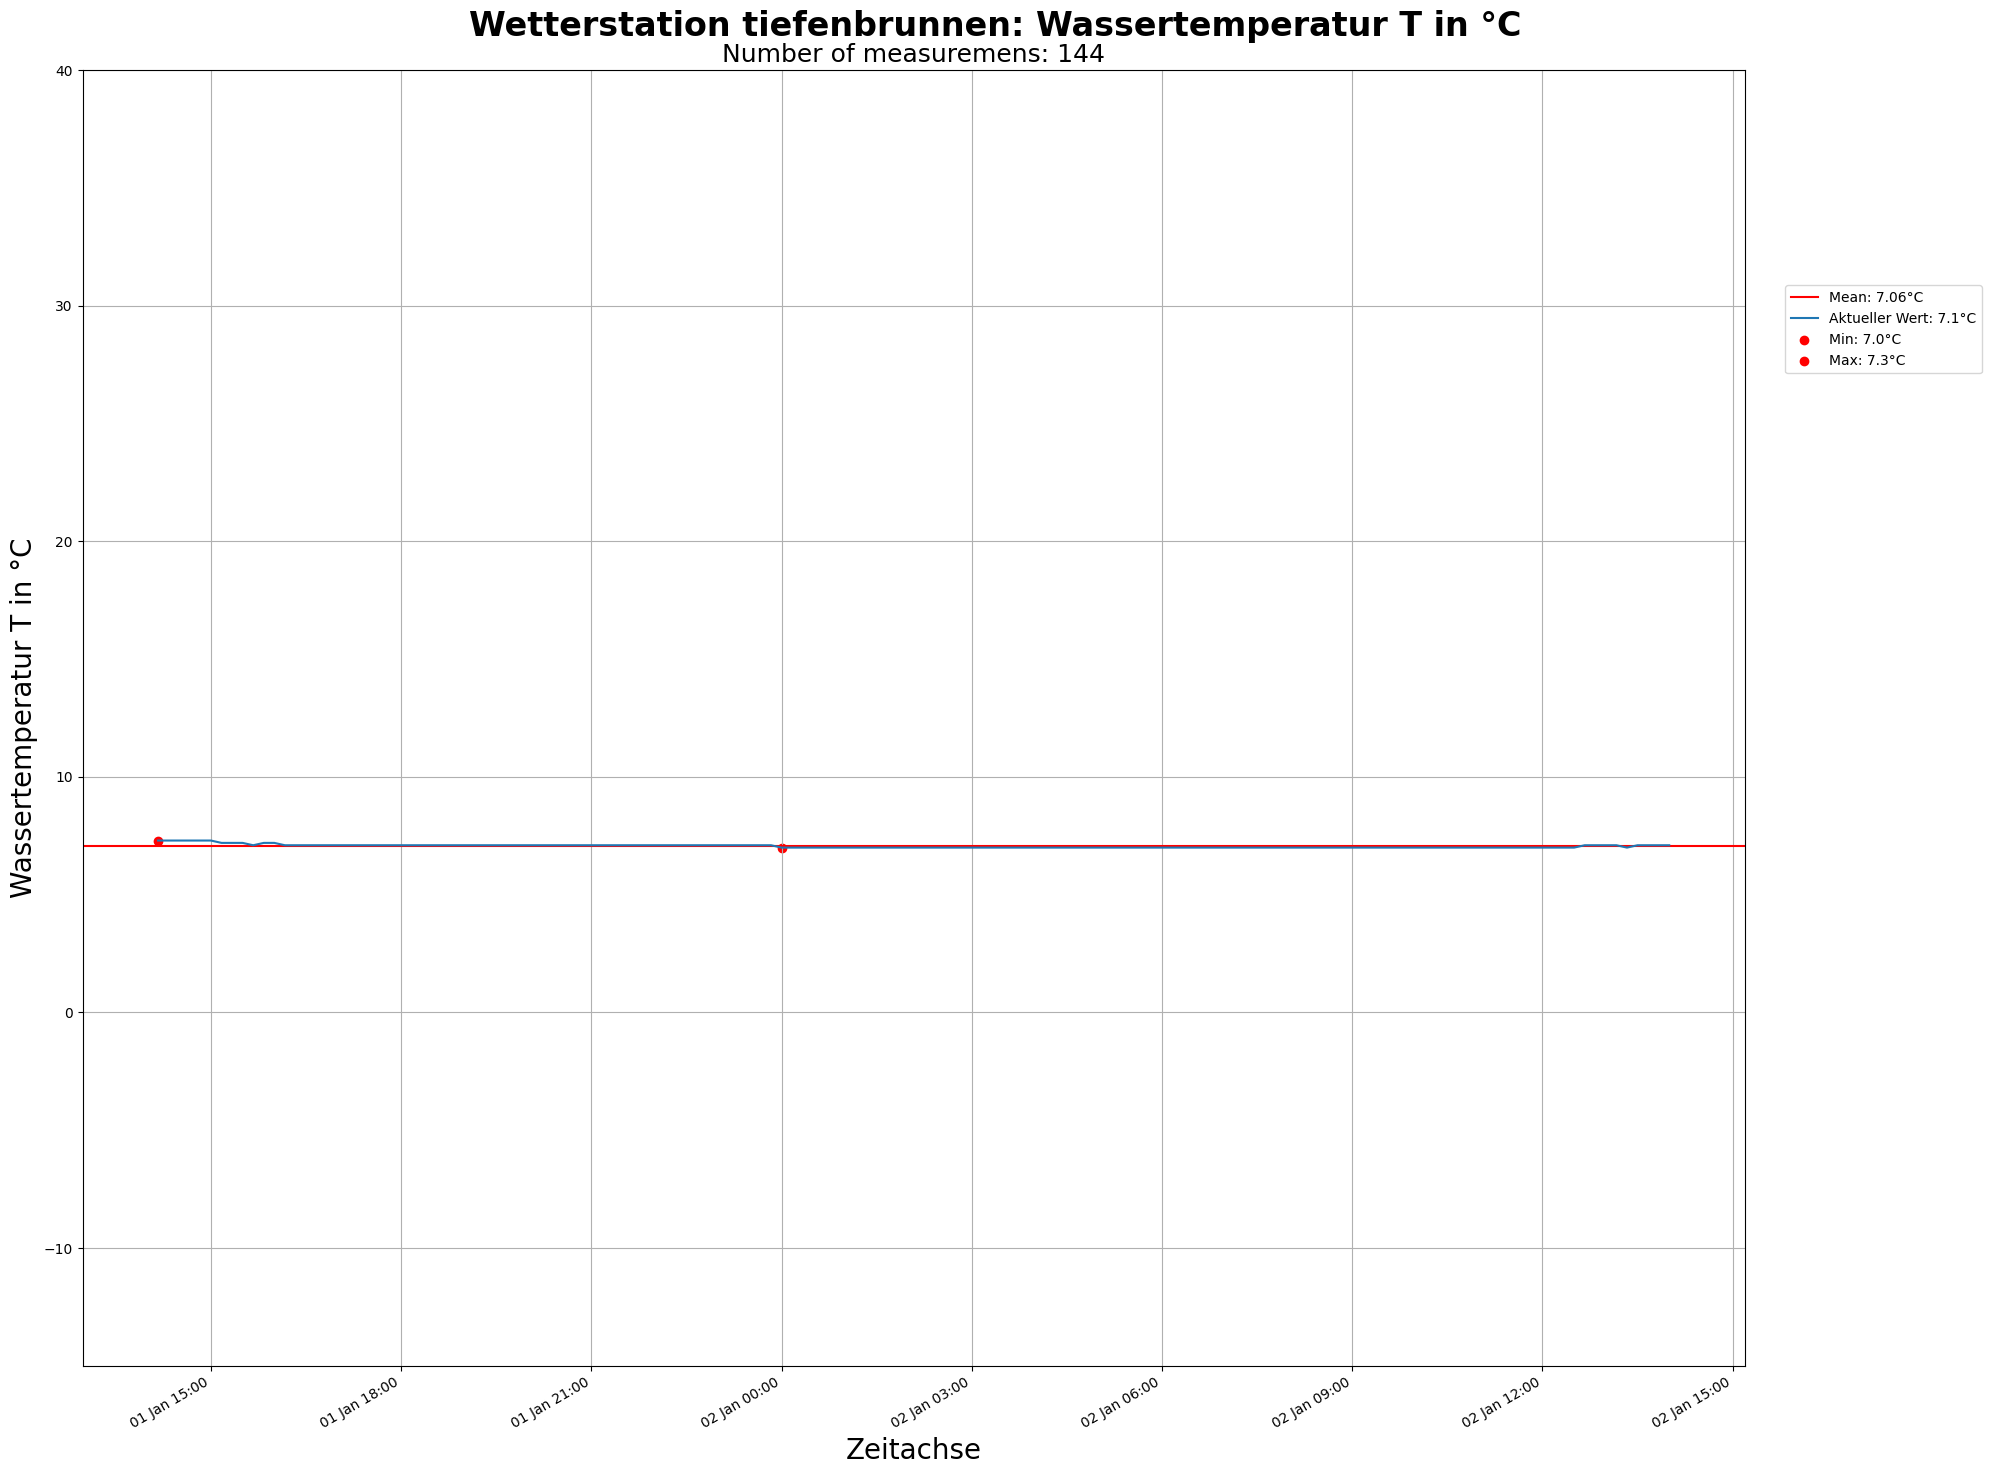 Wetterstation tiefenbrunnen: Wassertemperatur T in °C
Number of measuremens: 144
40
30
20
10
0
−10
Wassertemperatur T in °C
Mean: 7.06°C
Aktueller Wert: 7.1°C
Min: 7.0°C
Max: 7.3°C
01 Jan 15:00
01 Jan 18:00
01 Jan 21:00
02 Jan 00:00
02 Jan 03:00
02 Jan 06:00
02 Jan 09:00
02 Jan 12:00
02 Jan 15:00
Zeitachse